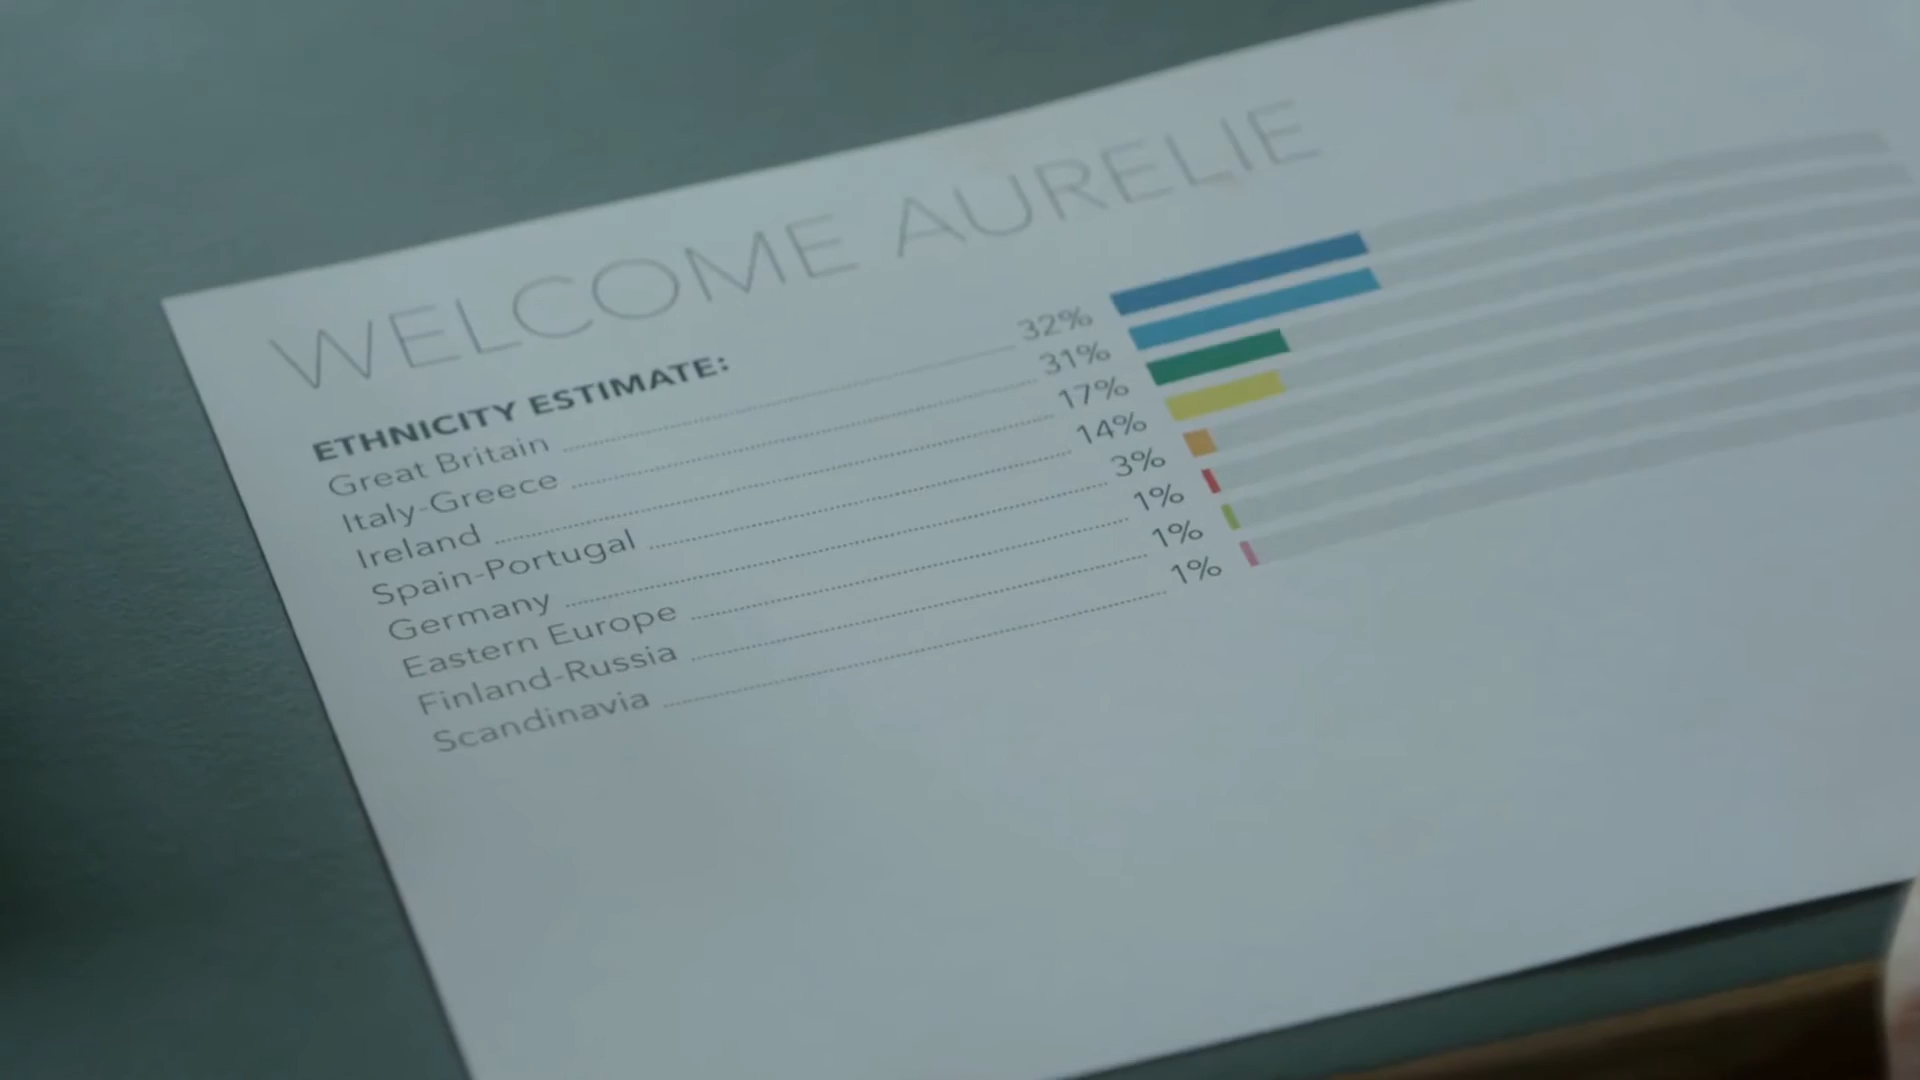 WELCOME AURELIE
ETHNICITY ESTIMATE:
Great Britain 32%
Italy-Greece 31%
Ireland 17%
Spain-Portugal 14%
Germany 3%
Eastern Europe 1%
Finland-Russia 1%
Scandinavia 1%